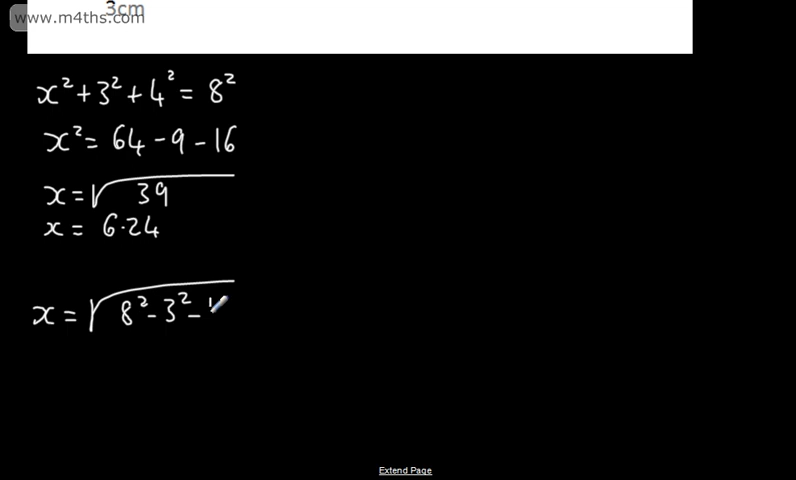 3cm
www.m4ths.com
x² + 3² + 4² = 8²
x² = 64 - 9 - 16
x = √39
x = 6·24
x = √8² - 3² -
Extend Page